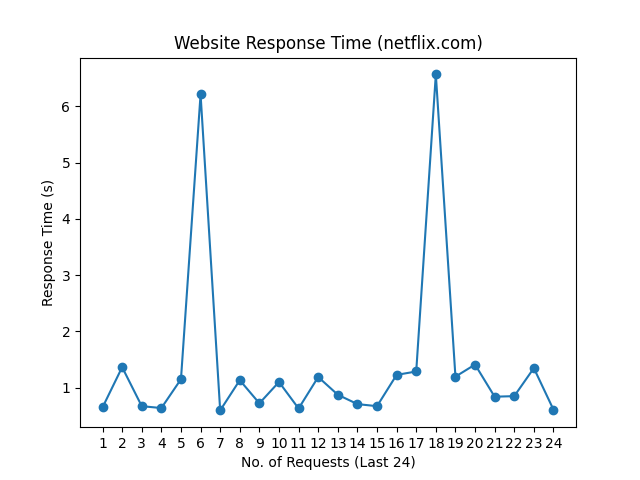 Website Response Time (netflix.com)
Response Time (s)
6
5
4
3
2
1
1 2 3 4 5 6 7 8 9 10 11 12 13 14 15 16 17 18 19 20 21 22 23 24
No. of Requests (Last 24)